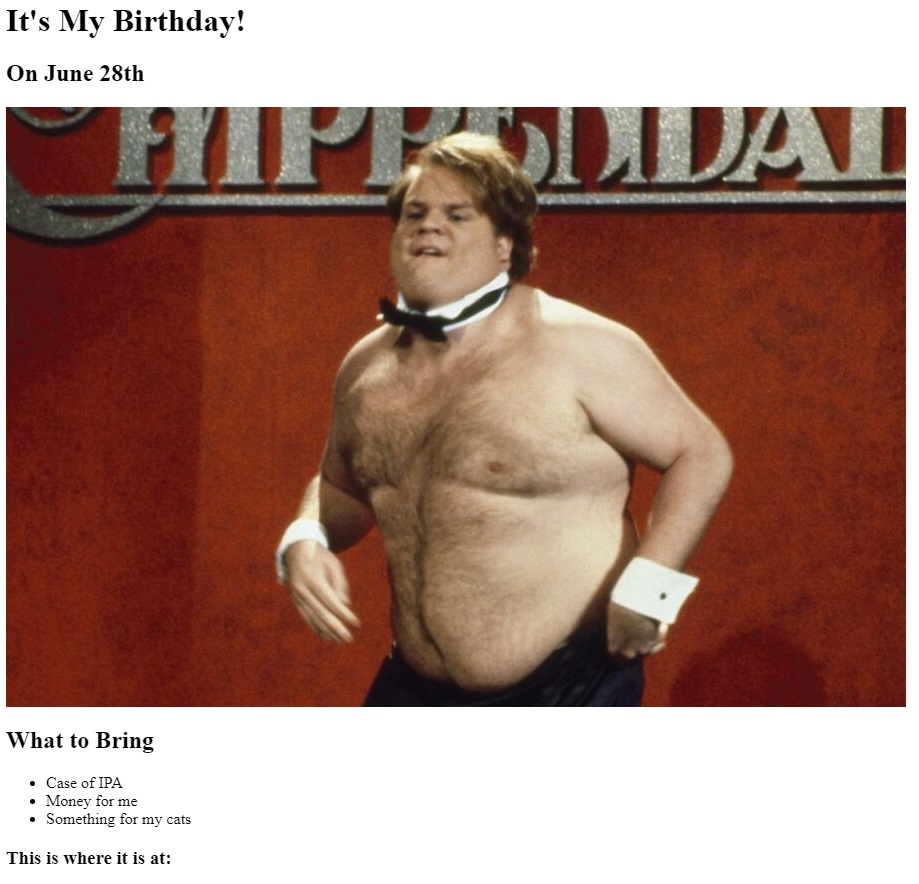 It's My Birthday!
On June 28th
CHIPPENDAL
What to Bring
Case of IPA
Money for me
Something for my cats
This is where it is at: